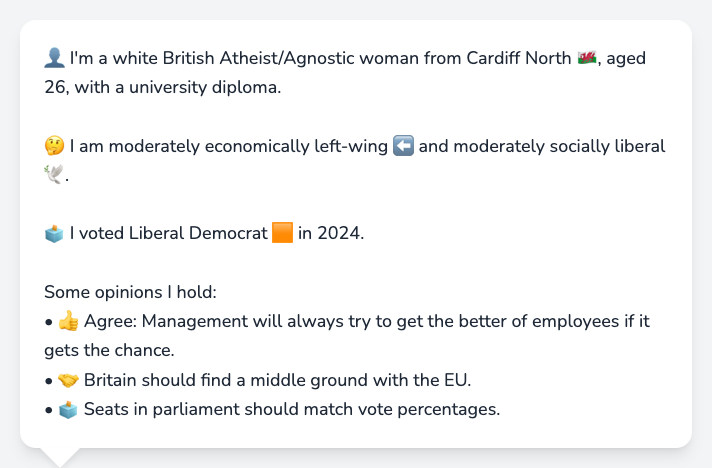 👤 I'm a white British Atheist/Agnostic woman from Cardiff North 🏴󠁧󠁢󠁷󠁬󠁳󠁿, aged
26, with a university diploma.
🤔 I am moderately economically left-wing ⬅️ and moderately socially liberal
🕊️.
🗳️ I voted Liberal Democrat 🟧 in 2024.
Some opinions I hold:
• 👍 Agree: Management will always try to get the better of employees if it
gets the chance.
• 🤝 Britain should find a middle ground with the EU.
• 🗳️ Seats in parliament should match vote percentages.